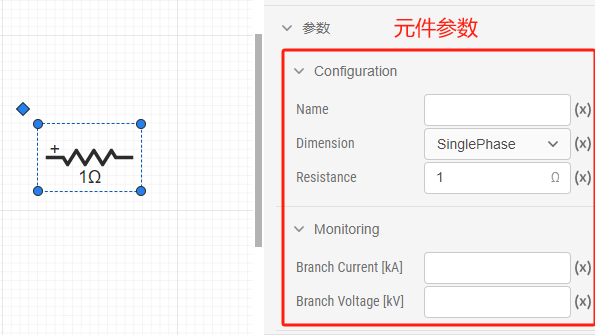 参数
元件参数
Configuration
Name (x)
Dimension SinglePhase (x)
Resistance 1 Ω (x)
Monitoring
Branch Current [kA] (x)
Branch Voltage [kV] (x)
+
1Ω